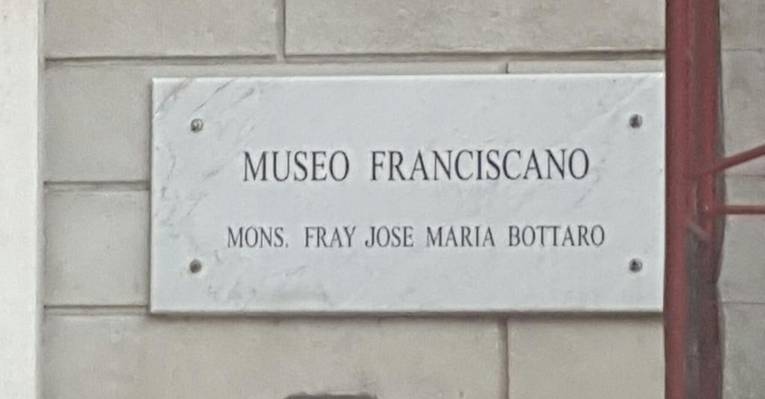 MUSEO FRANCISCANO
MONS. FRAY JOSE MARIA BOTTARO